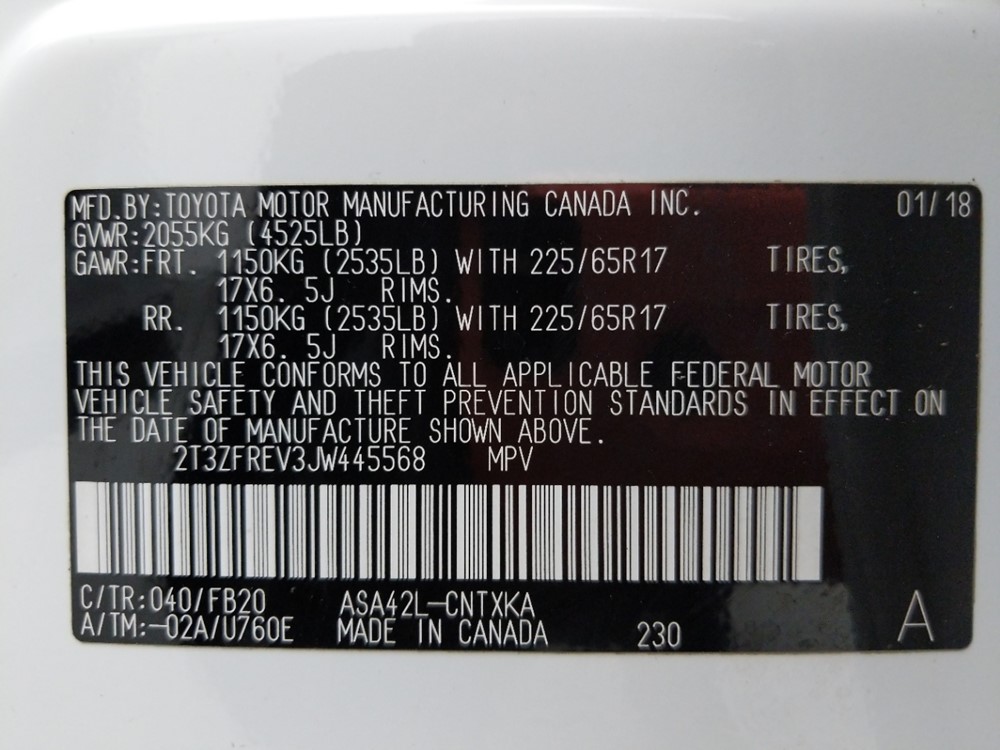 MFD.BY:TOYOTA MOTOR MANUFACTURING CANADA INC. 01/18
GVWR:2055KG (4525LB)
GAWR:FRT. 1150KG (2535LB) WITH 225/65R17 TIRES,
17X6. 5J RIMS.
RR. 1150KG (2535LB) WITH 225/65R17 TIRES,
17X6. 5J RIMS.
THIS VEHICLE CONFORMS TO ALL APPLICABLE FEDERAL MOTOR
VEHICLE SAFETY AND THEFT PREVENTION STANDARDS IN EFFECT ON
THE DATE OF MANUFACTURE SHOWN ABOVE.
2T3ZFREV3JW445568 MPV
C/TR:040/FB20 ASA42L-CNTXKA
A/TM:-02A/U760E MADE IN CANADA 230 A